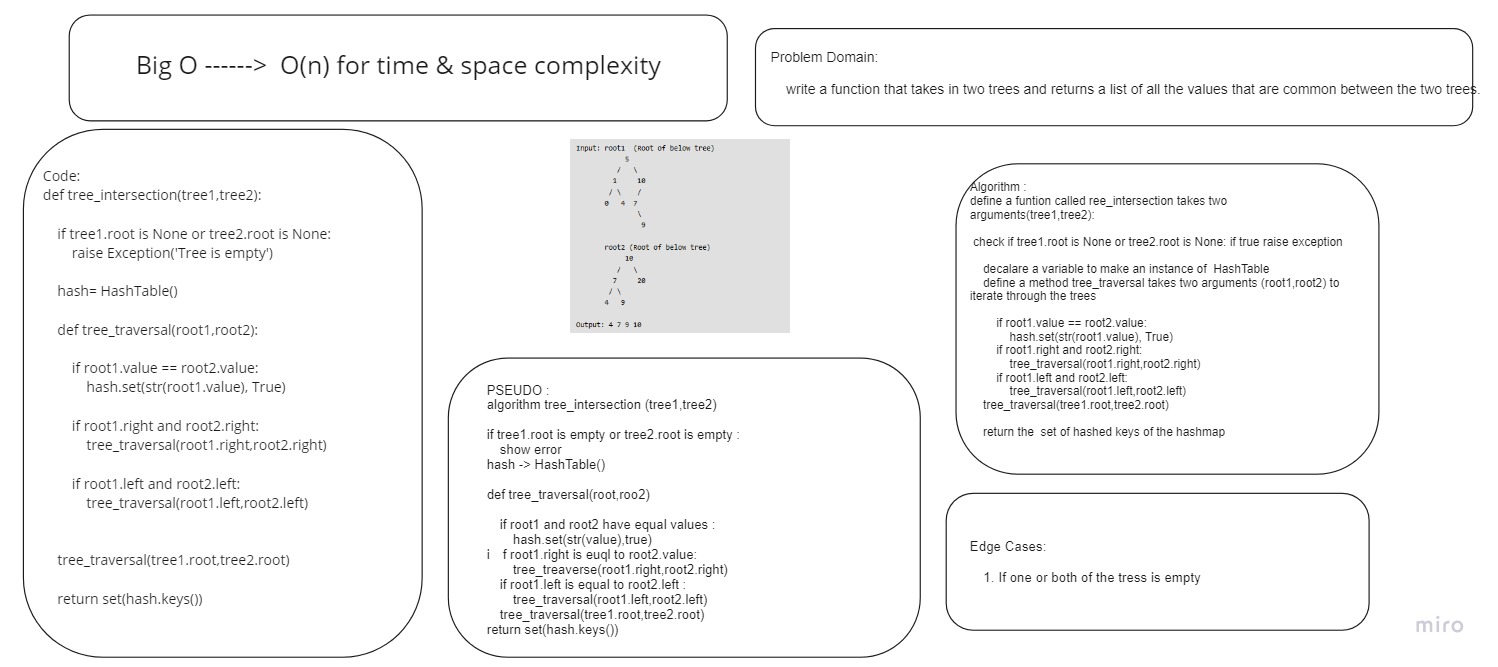 Big O ------> O(n) for time & space complexity
Problem Domain:
write a function that takes in two trees and returns a list of all the values that are common between the two trees.
Code:
def tree_intersection(tree1,tree2):
if tree1.root is None or tree2.root is None:
raise Exception('Tree is empty')
hash= HashTable()
def tree_traversal(root1,root2):
if root1.value == root2.value:
hash.set(str(root1.value), True)
if root1.right and root2.right:
tree_traversal(root1.right,root2.right)
if root1.left and root2.left:
tree_traversal(root1.left,root2.left)
tree_traversal(tree1.root,tree2.root)
return set(hash.keys())
Input: root1 (Root of below tree)
5
/ \
1 10
/ \ /
0 4 7
\
9
root2 (Root of below tree)
10
/ \
7 20
/ \
4 9
Output: 4 7 9 10
PSEUDO :
algorithm tree_intersection (tree1,tree2)
if tree1.root is empty or tree2.root is empty :
show error
hash -> HashTable()
def tree_traversal(root,roo2)
if root1 and root2 have equal values :
hash.set(str(value),true)
i f root1.right is euql to root2.value:
tree_treaverse(root1.right,root2.right)
if root1.left is equal to root2.left :
tree_traversal(root1.left,root2.left)
tree_traversal(tree1.root,tree2.root)
return set(hash.keys())
Algorithm :
define a funtion called ree_intersection takes two
arguments(tree1,tree2):
check if tree1.root is None or tree2.root is None: if true raise exception
decalare a variable to make an instance of HashTable
define a method tree_traversal takes two arguments (root1,root2) to
iterate through the trees
if root1.value == root2.value:
hash.set(str(root1.value), True)
if root1.right and root2.right:
tree_traversal(root1.right,root2.right)
if root1.left and root2.left:
tree_traversal(root1.left,root2.left)
tree_traversal(tree1.root,tree2.root)
return the set of hashed keys of the hashmap
Edge Cases:
1. If one or both of the tress is empty
miro